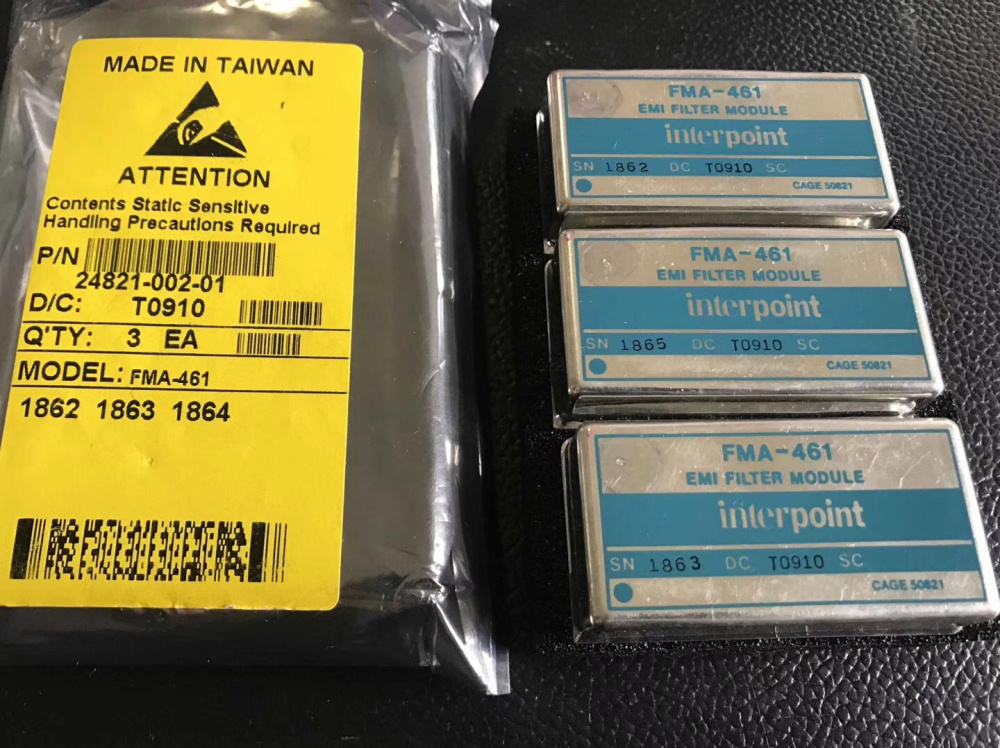 MADE IN TAIWAN
ATTENTION
Contents Static Sensitive
Handling Precautions Required
P/N
24821-002-01
D/C: T0910
Q'TY: 3 EA
MODEL: FMA-461
1862 1863 1864
FMA-461
EMI FILTER MODULE
interpoint
SN 1862 DC T0910 SC
CAGE 50821
FMA-461
EMI FILTER MODULE
interpoint
SN 1865 DC T0910 SC
CAGE 50821
FMA-461
EMI FILTER MODULE
interpoint
SN 1863 DC T0910 SC
CAGE 50821